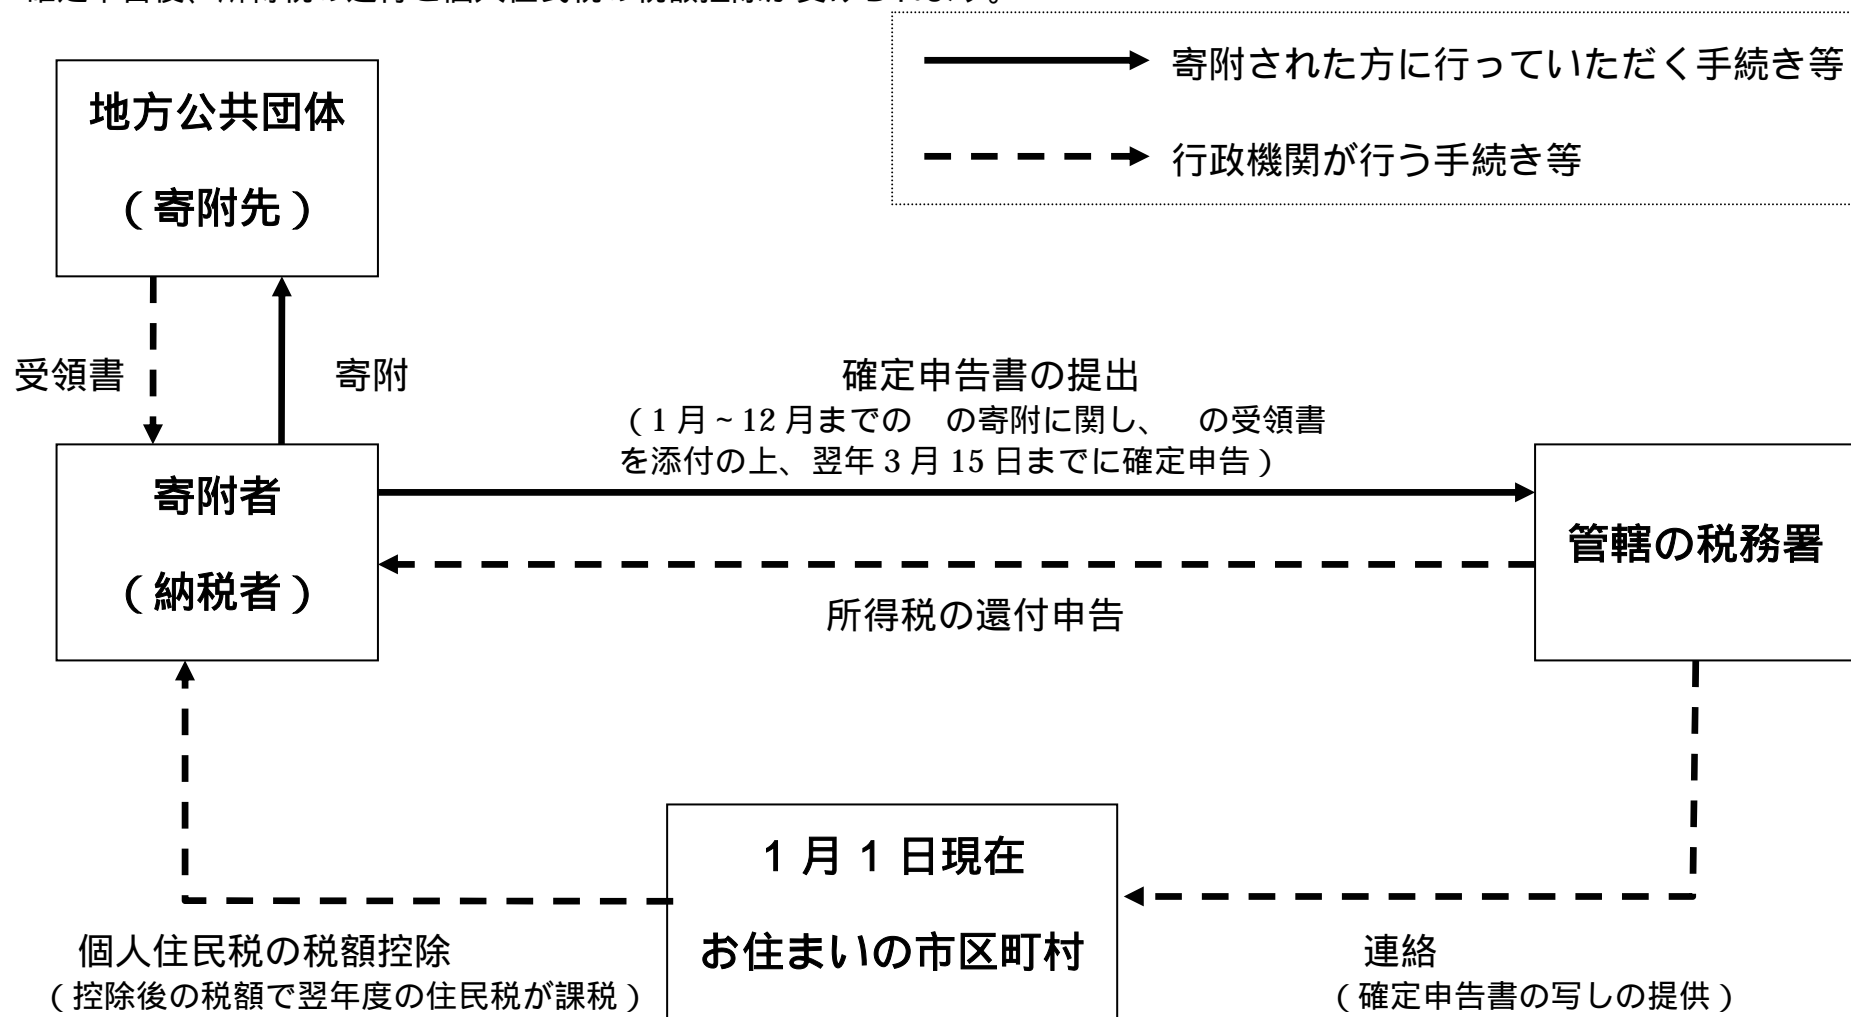 寄附された方に行っていただく手続き等
行政機関が行う手続き等
地方公共団体
（寄附先）
受領書
寄附
確定申告書の提出
（1月～12月までの　の寄附に関し、　の受領書
を添付の上、翌年3月15日までに確定申告）
寄附者
（納税者）
管轄の税務署
所得税の還付申告
1月1日現在
お住まいの市区町村
個人住民税の税額控除
（控除後の税額で翌年度の住民税が課税）
連絡
（確定申告書の写しの提供）